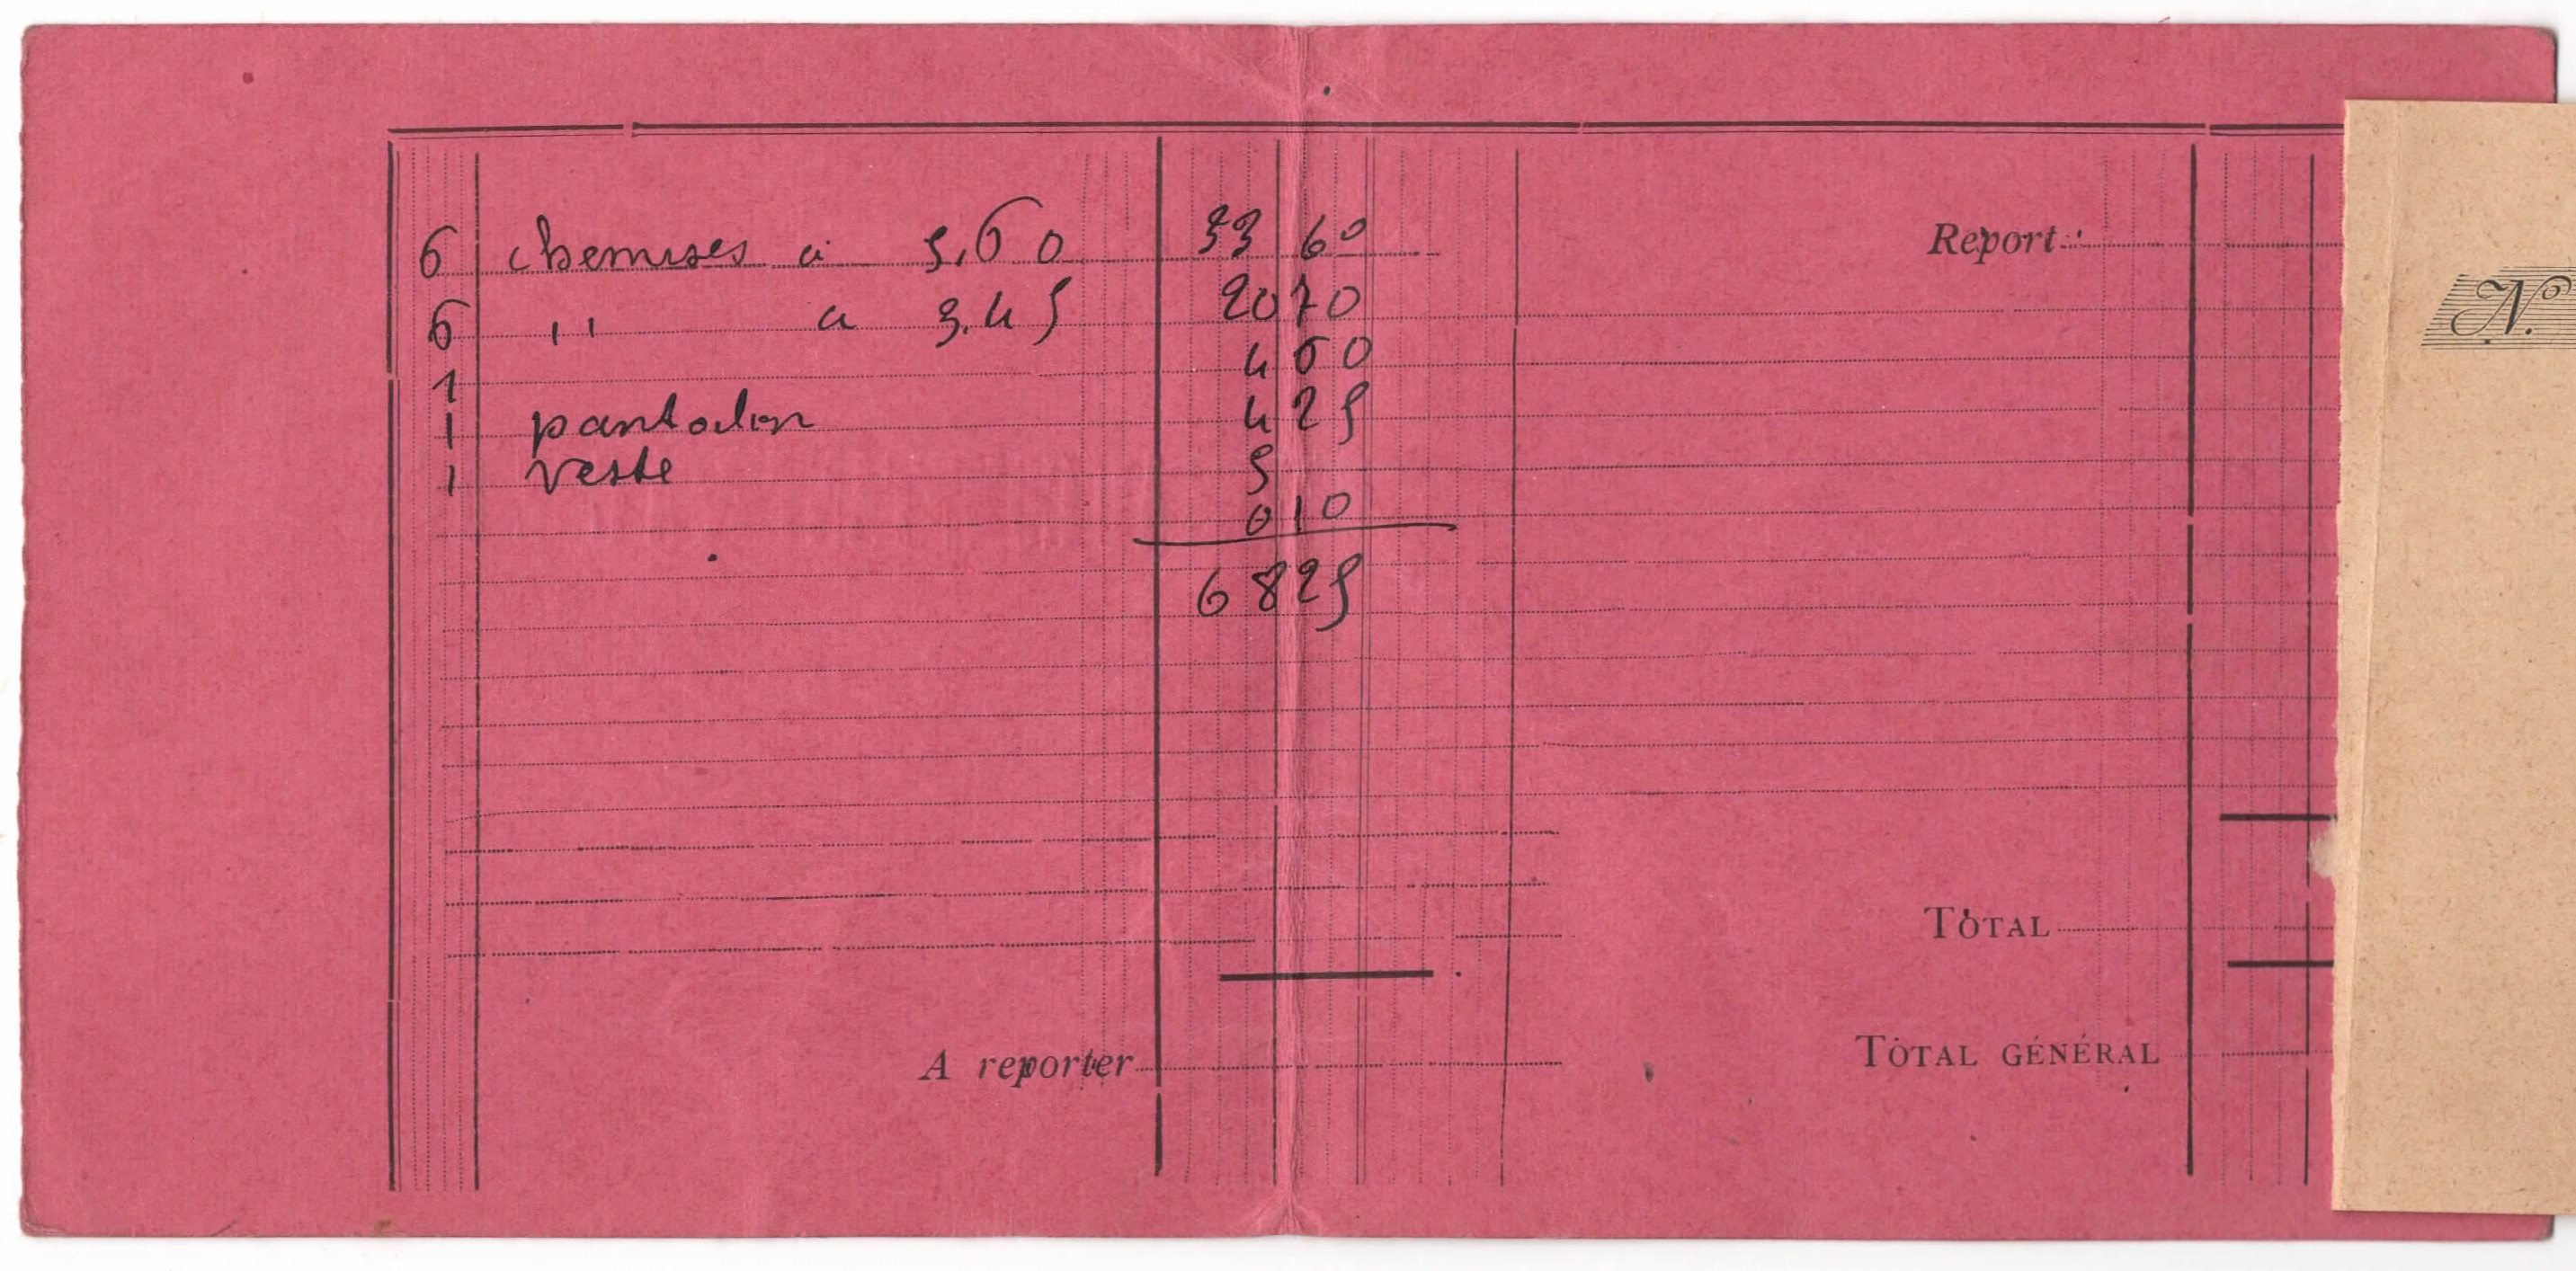 6 chemises a 5,60 33 60
6 '' a 3.45 20 70
1 4 60
1 pantalon 4 25
1 veste 5
0 10
68 25
A reporter
Report :
TOTAL
TOTAL GÉNÉRAL
N.